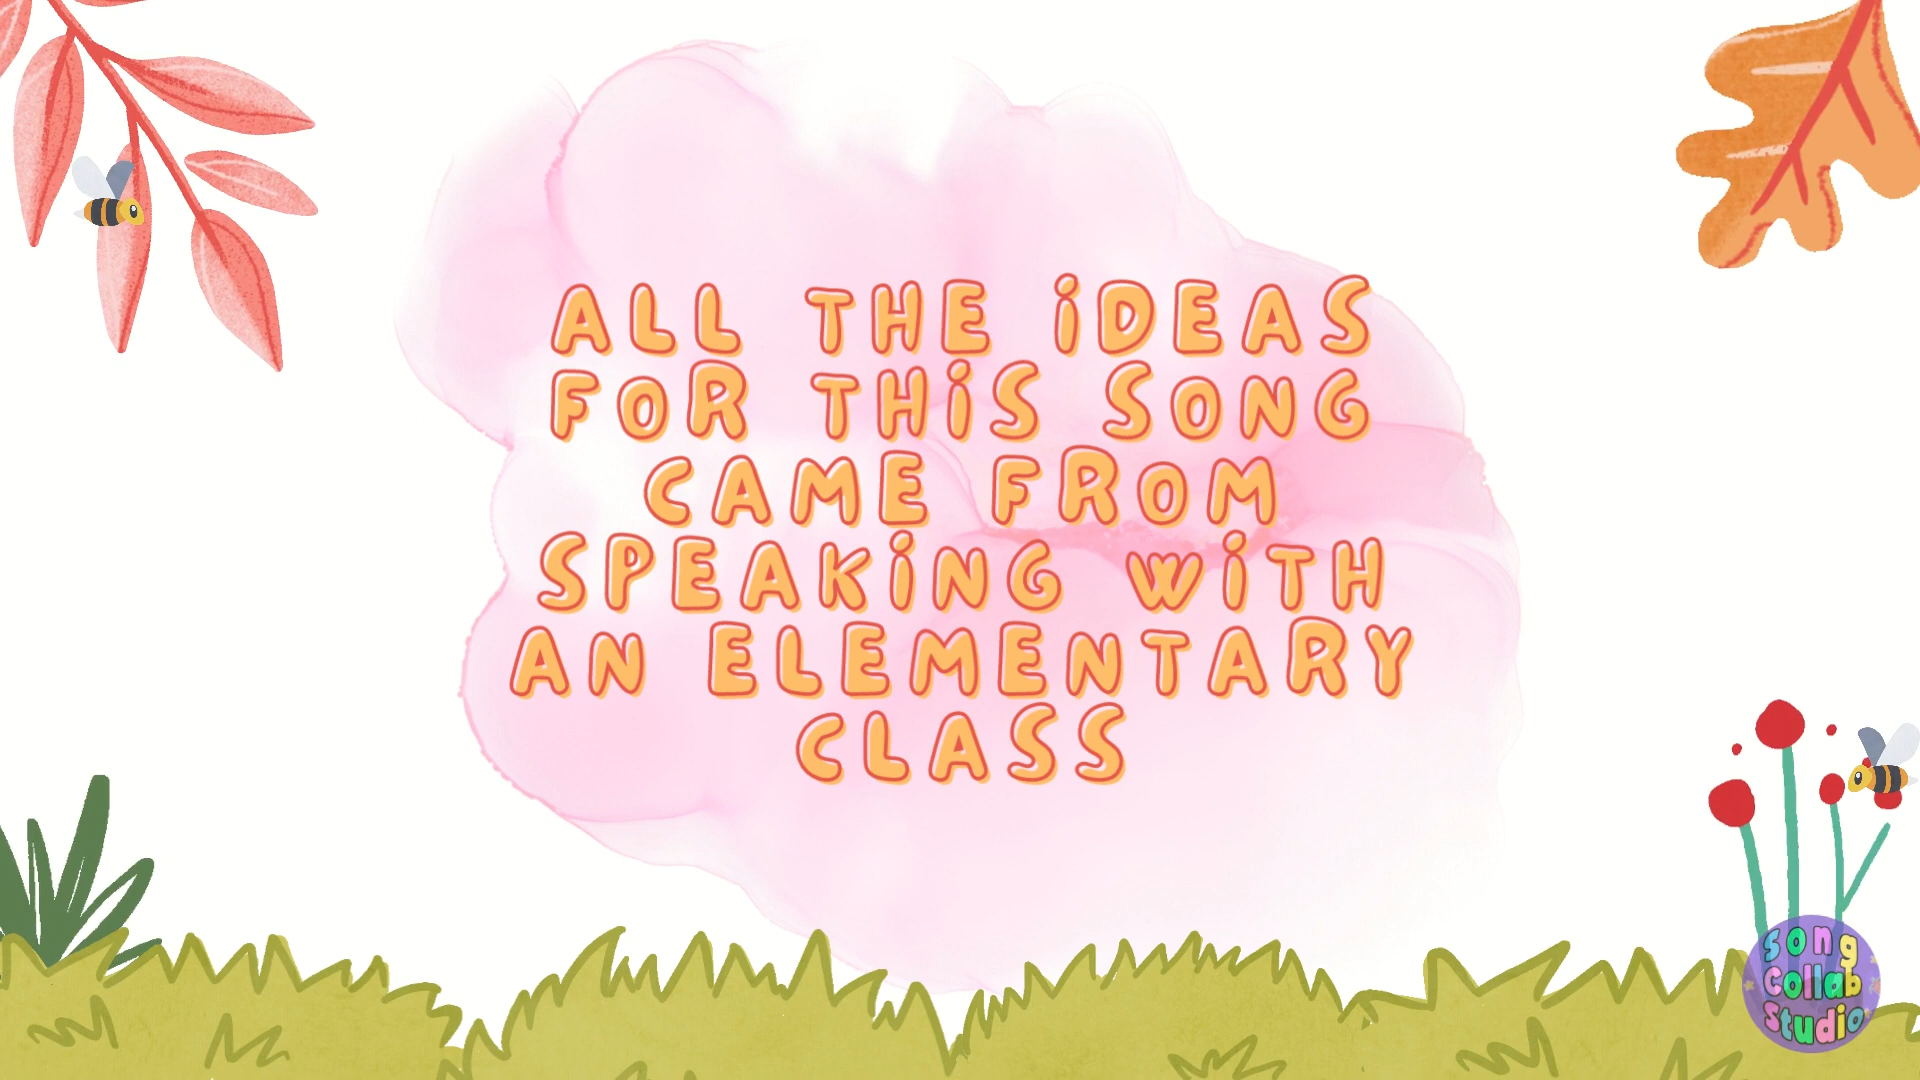 ALL THE iDEAS
FOR THiS SONG
CAME FROM
SPEAKiNG WiTH
AN ELEMENTARY
CLASS
Song
Collab
Studio